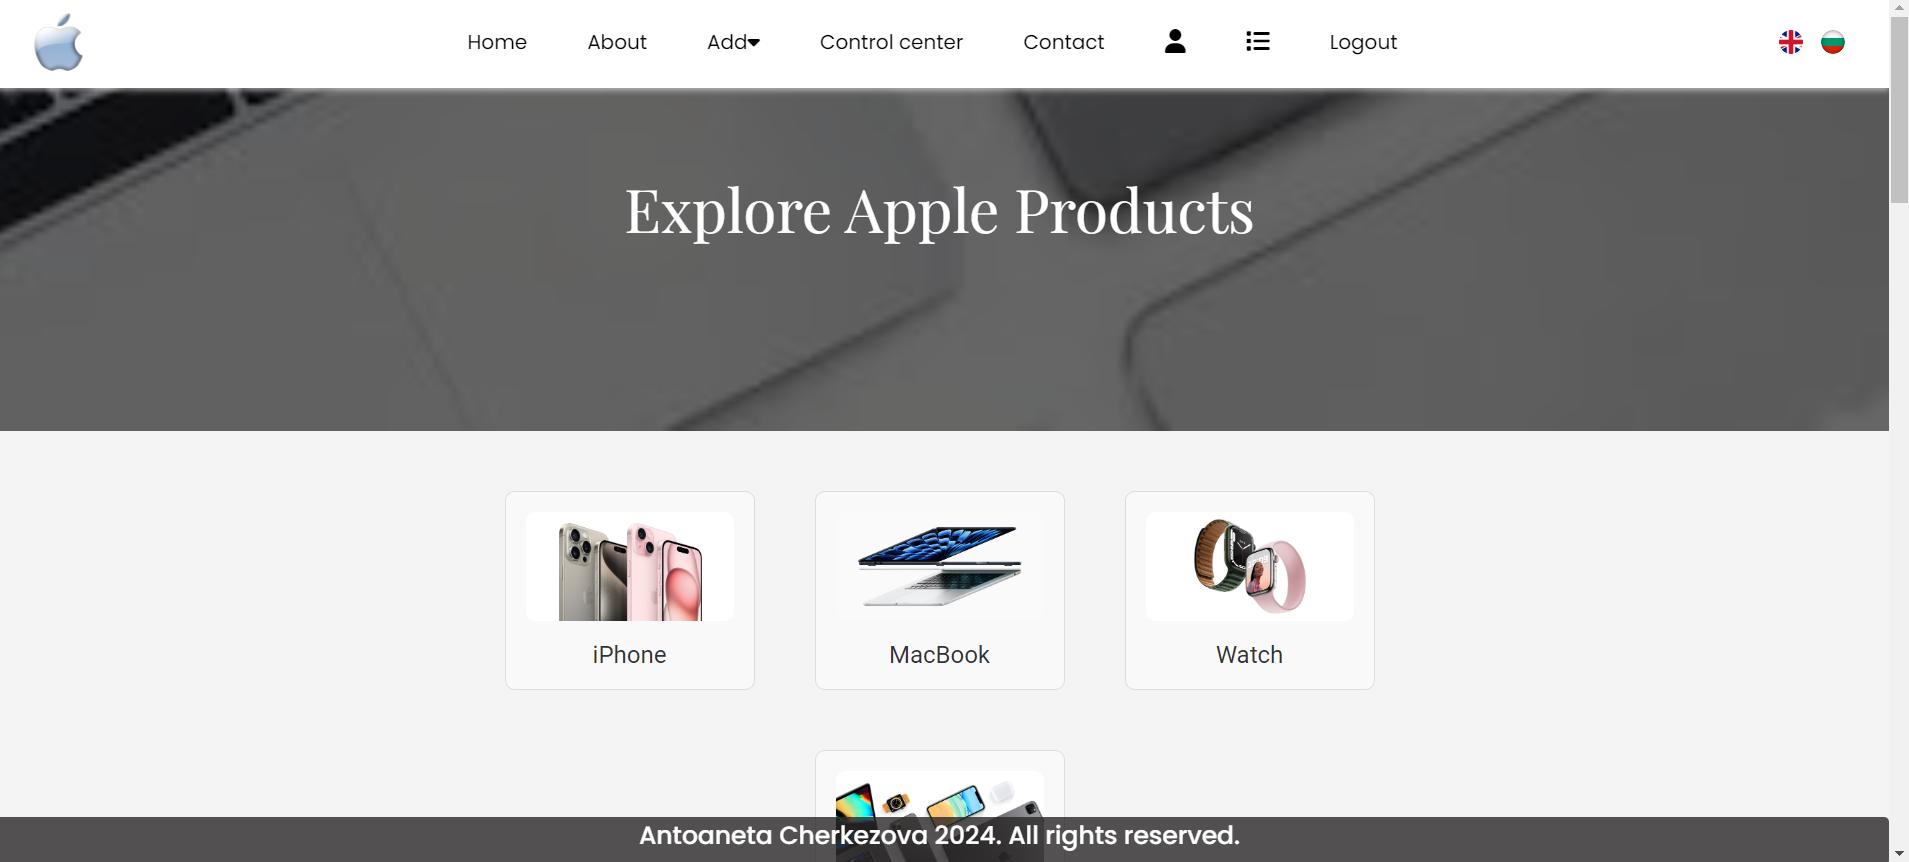 Home About Add Control center Contact Logout
Explore Apple Products
iPhone MacBook Watch
Antoaneta Cherkezova 2024. All rights reserved.